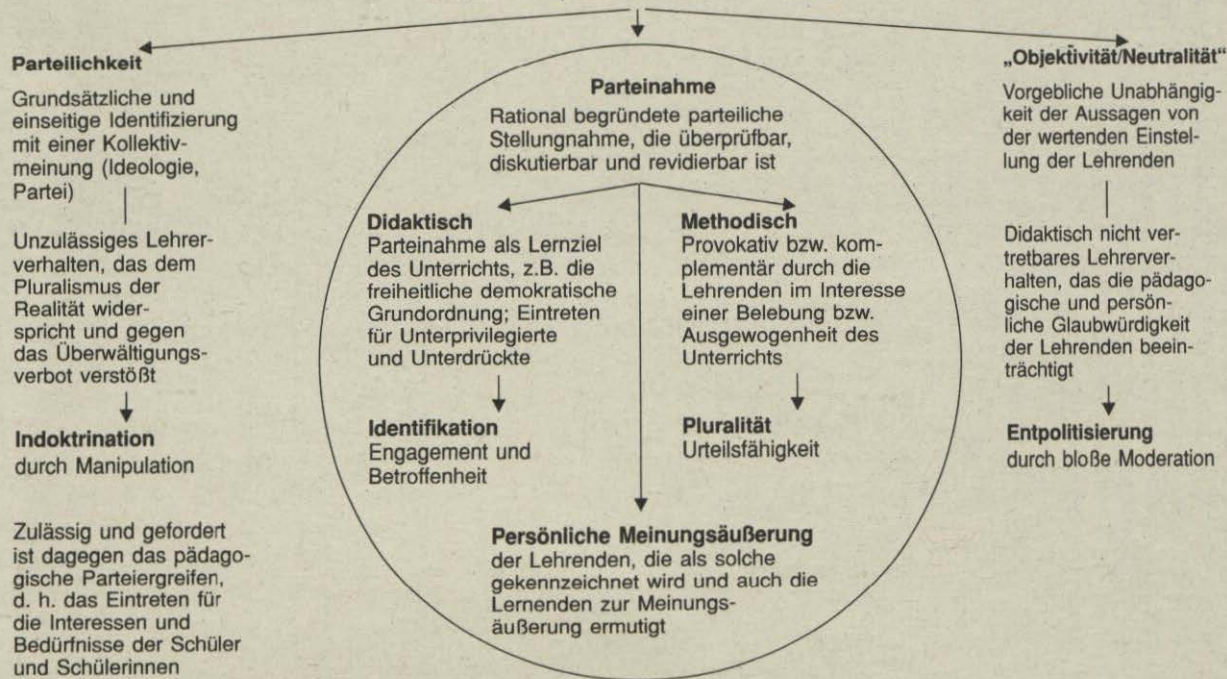 Parteilichkeit
Grundsätzliche und
einseitige Identifizierung
mit einer Kollektiv-
meinung (Ideologie,
Partei)
Unzulässiges Lehrer-
verhalten, das dem
Pluralismus der
Realität wider-
spricht und gegen
das Überwältigungs-
verbot verstößt
Indoktrination
durch Manipulation
Zulässig und gefordert
ist dagegen das pädago-
gische Parteiergreifen,
d. h. das Eintreten für
die Interessen und
Bedürfnisse der Schüler
und Schülerinnen
Parteinahme
Rational begründete parteiliche
Stellungnahme, die überprüfbar,
diskutierbar und revidierbar ist
Didaktisch
Parteinahme als Lernziel
des Unterrichts, z.B. die
freiheitliche demokratische
Grundordnung; Eintreten
für Unterprivilegierte
und Unterdrückte
Identifikation
Engagement und
Betroffenheit
Methodisch
Provokativ bzw. kom-
plementär durch die
Lehrenden im Interesse
einer Belebung bzw.
Ausgewogenheit des
Unterrichts
Pluralität
Urteilsfähigkeit
Persönliche Meinungsäußerung
der Lehrenden, die als solche
gekennzeichnet wird und auch die
Lernenden zur Meinungs-
äußerung ermutigt
„Objektivität/Neutralität“
Vorgebliche Unabhängig-
keit der Aussagen von
der wertenden Einstel-
lung der Lehrenden
Didaktisch nicht ver-
tretbares Lehrerver-
halten, das die pädago-
gische und persön-
liche Glaubwürdigkeit
der Lehrenden beein-
trächtigt
Entpolitisierung
durch bloße Moderation